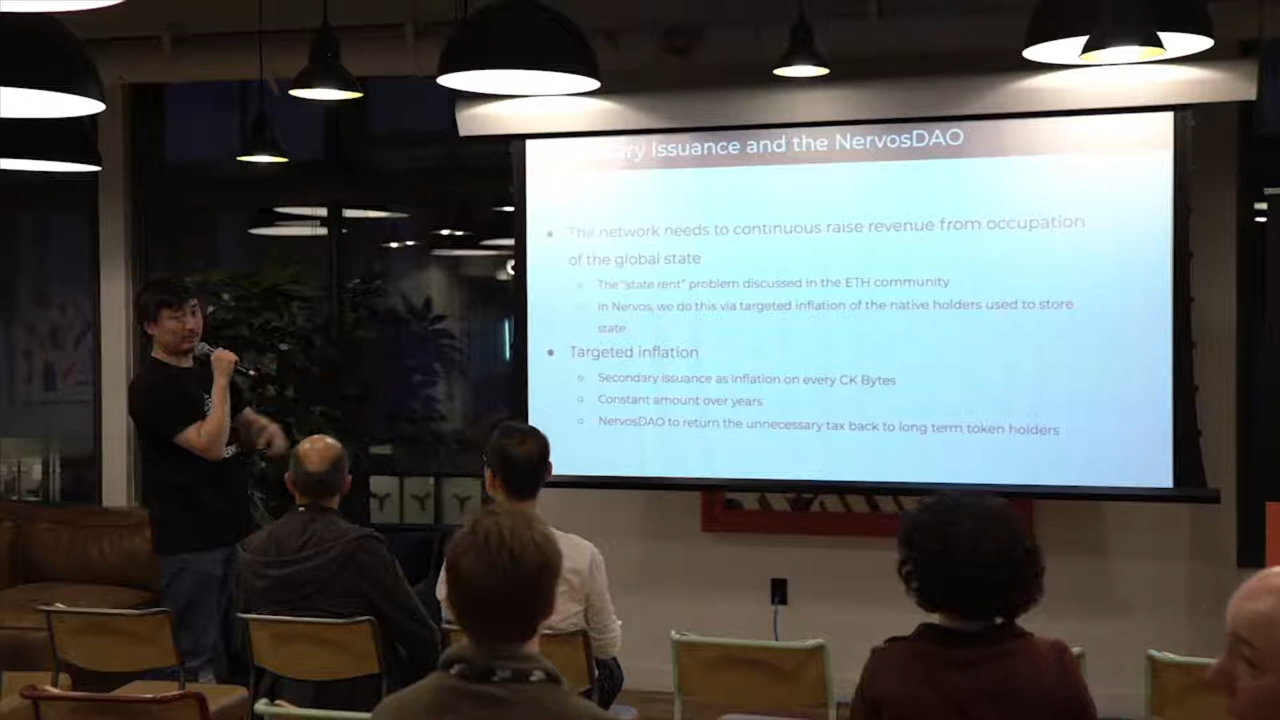 Issuance and the NervosDAO
The network needs to continuous raise revenue from occupation
of the global state
The "state rent" problem discussed in the ETH community
In Nervos, we do this via targeted inflation of the native holders used to store
state
Targeted inflation
Secondary issuance as inflation on every CK Bytes
Constant amount over years
NervosDAO to return the unnecessary tax back to long term token holders